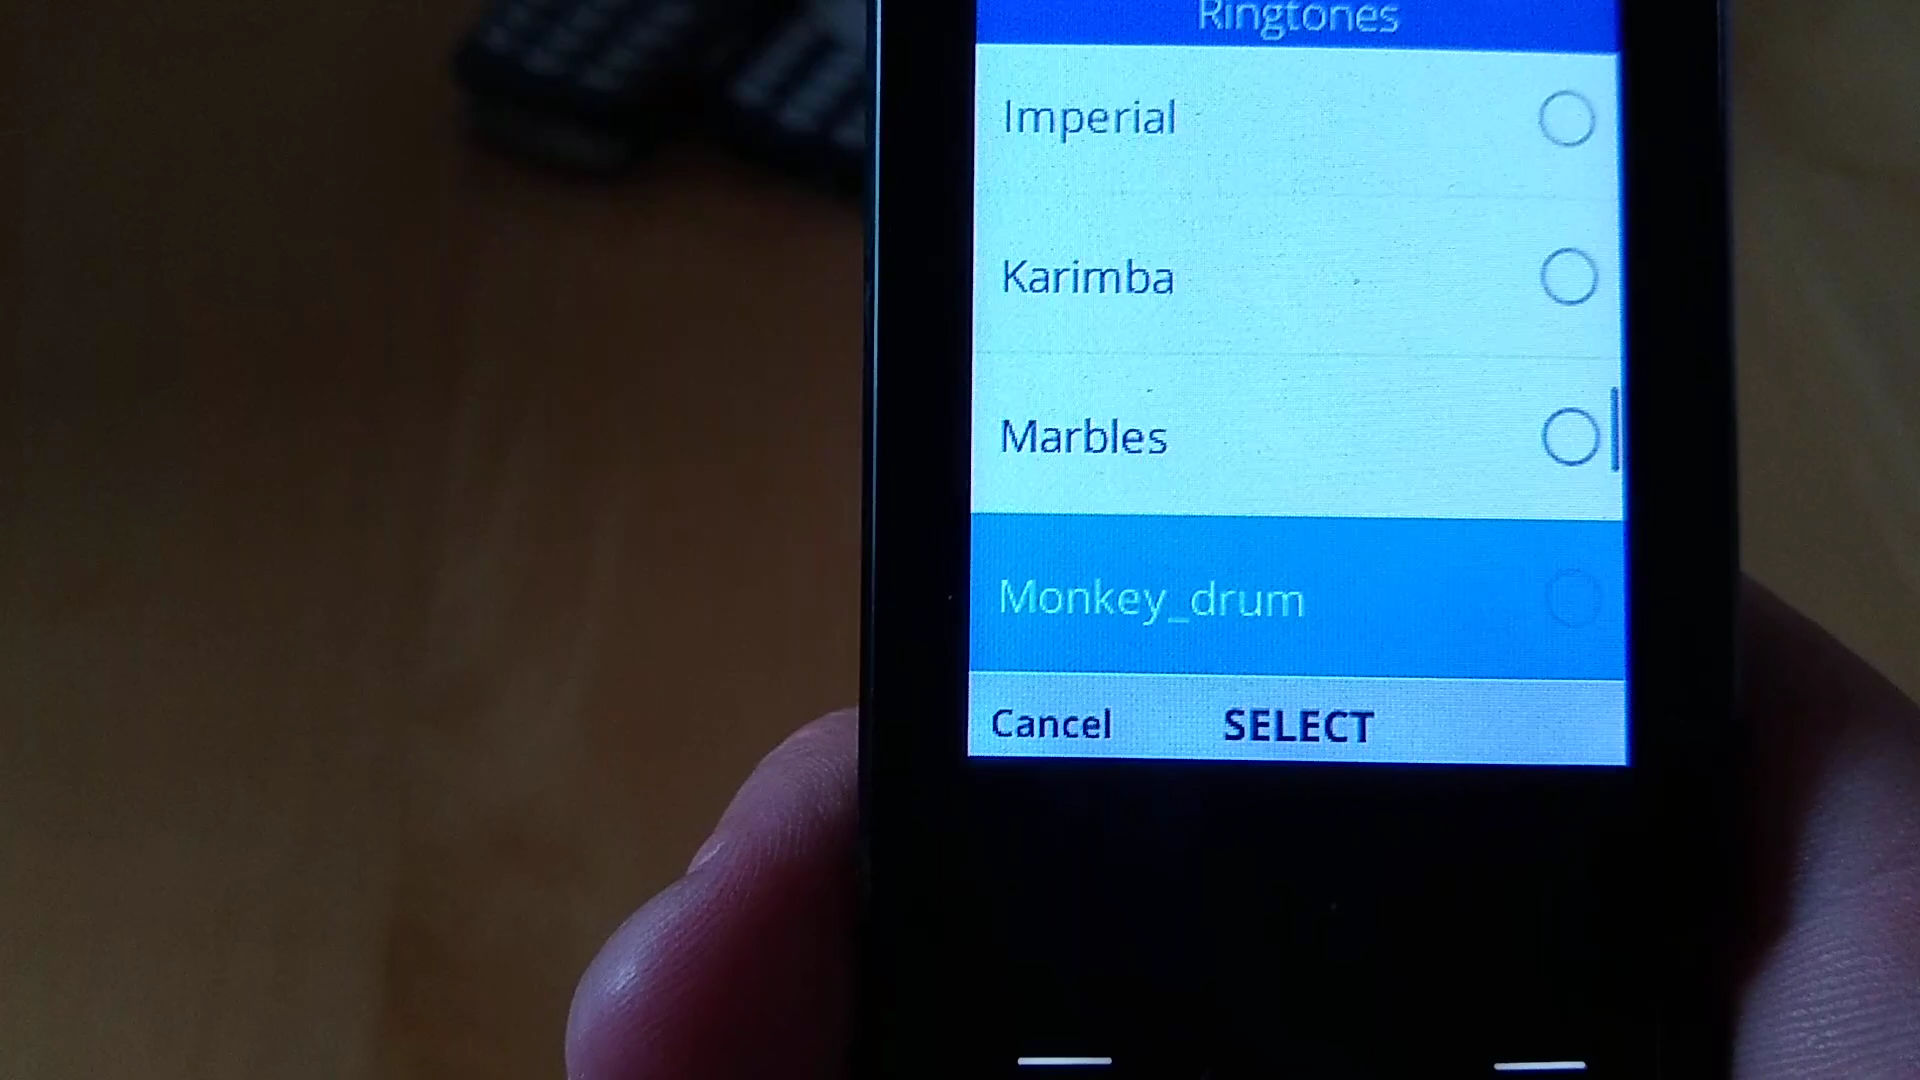 Ringtones
Imperial
Karimba
Marbles
Monkey_drum
Cancel SELECT